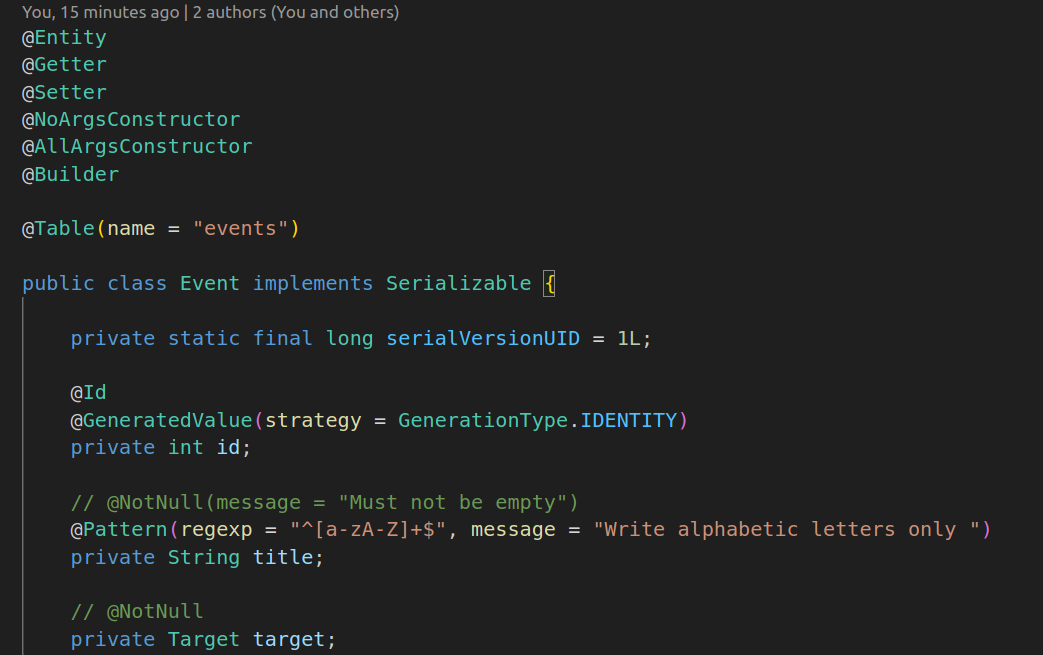 You, 15 minutes ago | 2 authors (You and others)
@Entity
@Getter
@Setter
@NoArgsConstructor
@AllArgsConstructor
@Builder
@Table(name = "events")
public class Event implements Serializable {
private static final long serialVersionUID = 1L;
@Id
@GeneratedValue(strategy = GenerationType.IDENTITY)
private int id;
// @NotNull(message = "Must not be empty")
@Pattern(regexp = "^[a-zA-Z]+$", message = "Write alphabetic letters only ")
private String title;
// @NotNull
private Target target;